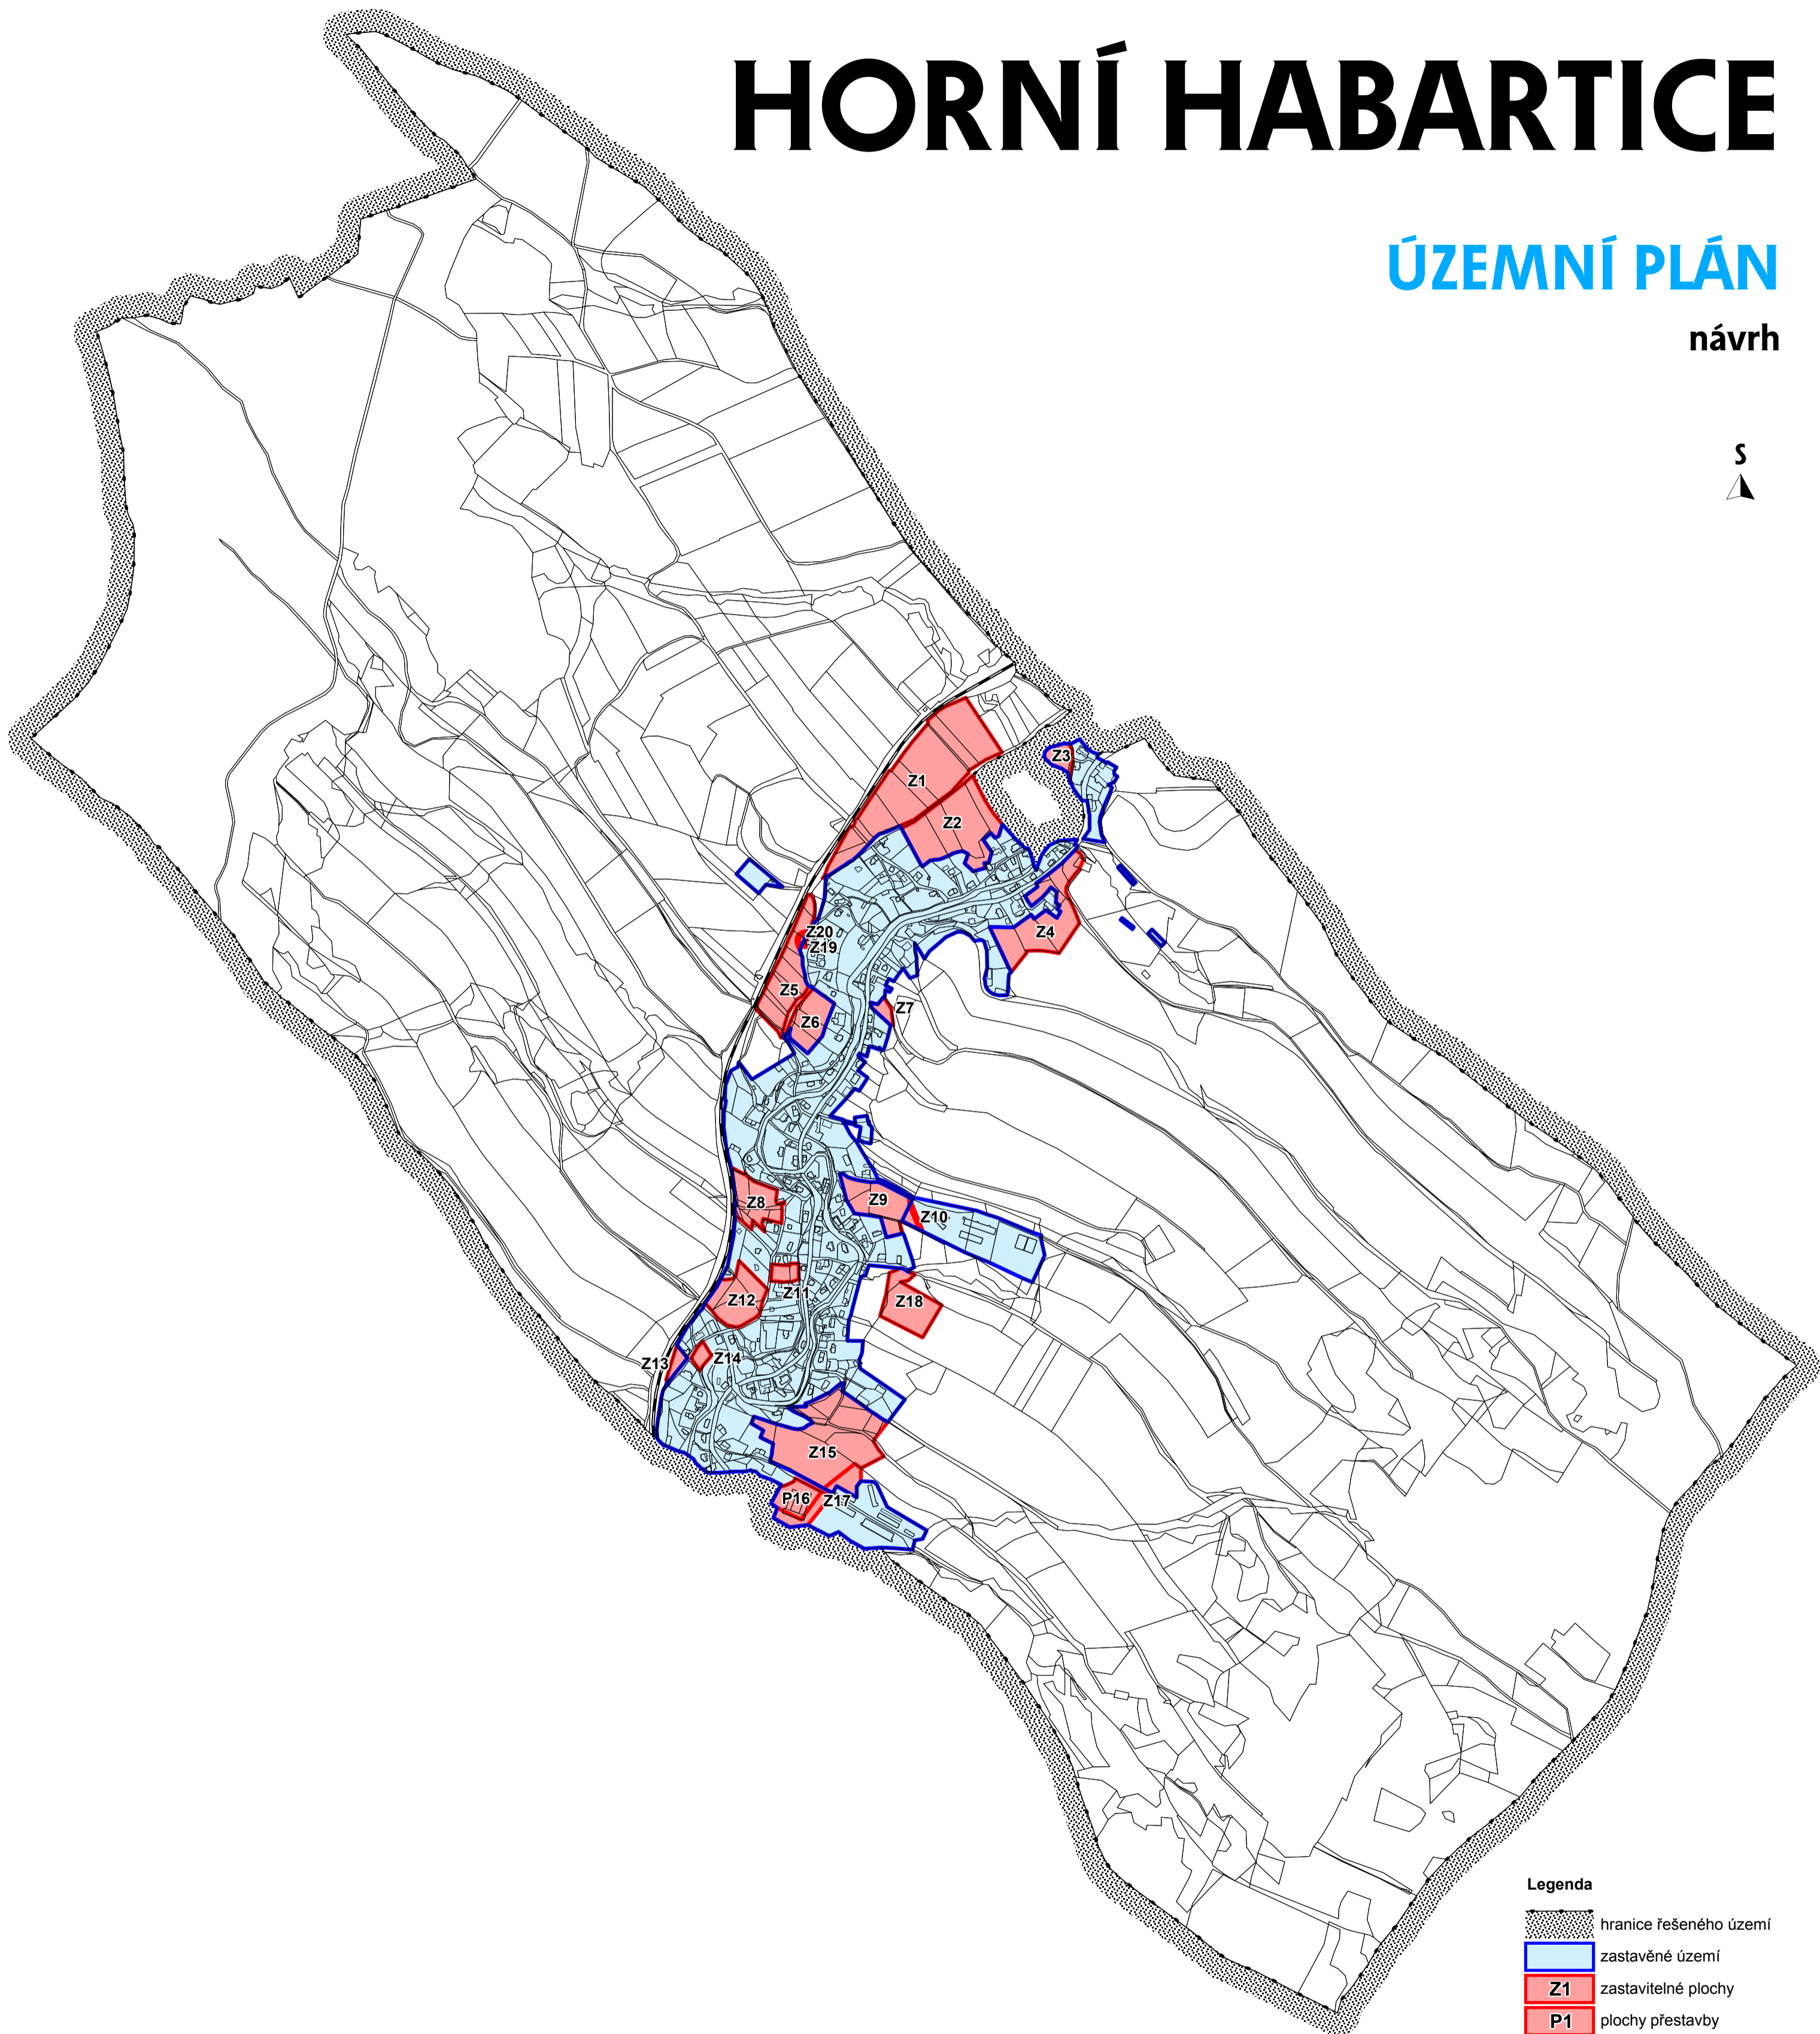 HORNÍ HABARTICE
ÚZEMNÍ PLÁN
návrh
S
Z3
Z1
Z2
Z20
Z4
Z19
Z5
Z7
Z6
Z8
Z9
Z10
Z11
Z12
Z18
Z13
Z14
Z15
P16
Z17
Legenda
hranice řešeného území
zastavěné území
Z1 zastavitelné plochy
P1 plochy přestavby